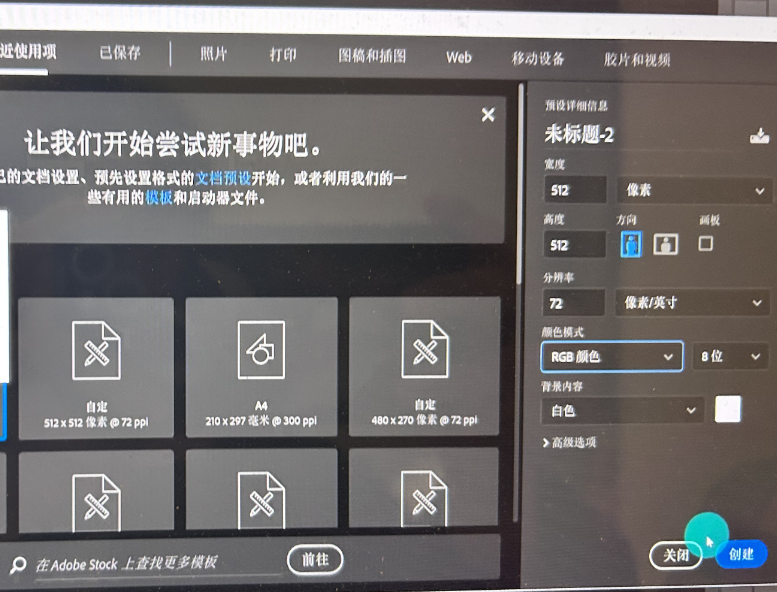 近使用项 已保存 照片 打印 图稿和插图 Web 移动设备 胶片和视频
让我们开始尝试新事物吧。
的文档设置、预先设置格式的文档预设开始，或者利用我们的一
些有用的模板和启动器文件。
自定
512 x 512 像素 @ 72 ppi
A4
210 x 297 毫米 @ 300 ppi
自定
480 x 270 像素 @ 72 ppi
在 Adobe Stock 上查找更多模板
前往
预设详细信息
未标题-2
宽度
512 像素
高度 方向 画板
512
分辨率
72 像素/英寸
颜色模式
RGB 颜色 8 位
背景内容
白色
高级选项
关闭 创建